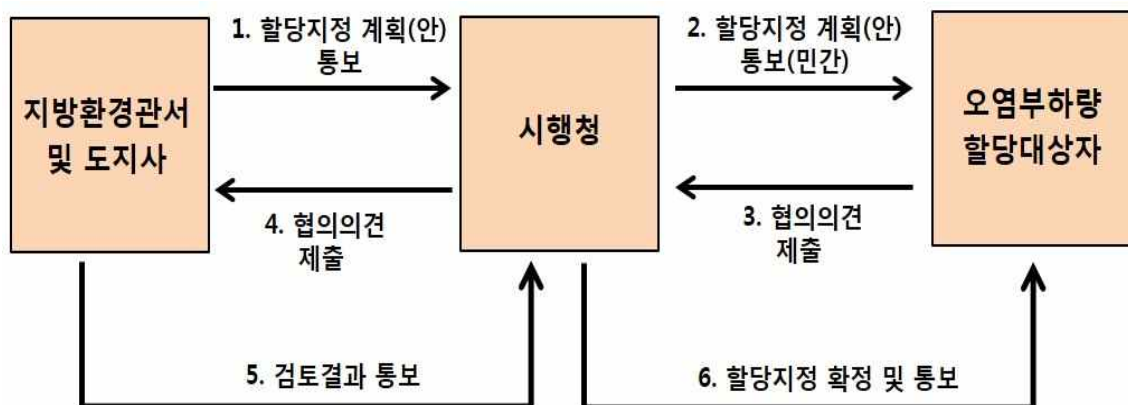 1. 할당지정 계획(안)
통보
2. 할당지정 계획(안)
통보(민간)
지방환경관서
및 도지사
시행청
오염부하량
할당대상자
4. 협의의견
제출
3. 협의의견
제출
5. 검토결과 통보
6. 할당지정 확정 및 통보